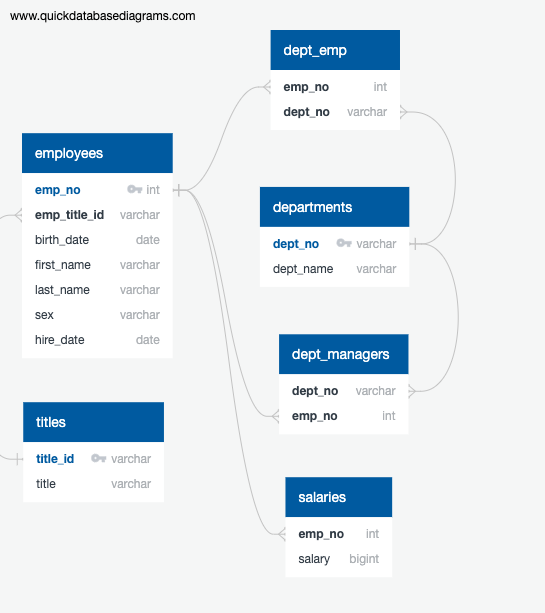 www.quickdatabasediagrams.com
dept_emp
emp_no int
dept_no varchar
employees
emp_no int
emp_title_id varchar
birth_date date
first_name varchar
last_name varchar
sex varchar
hire_date date
departments
dept_no varchar
dept_name varchar
dept_managers
dept_no varchar
emp_no int
titles
title_id varchar
title varchar
salaries
emp_no int
salary bigint